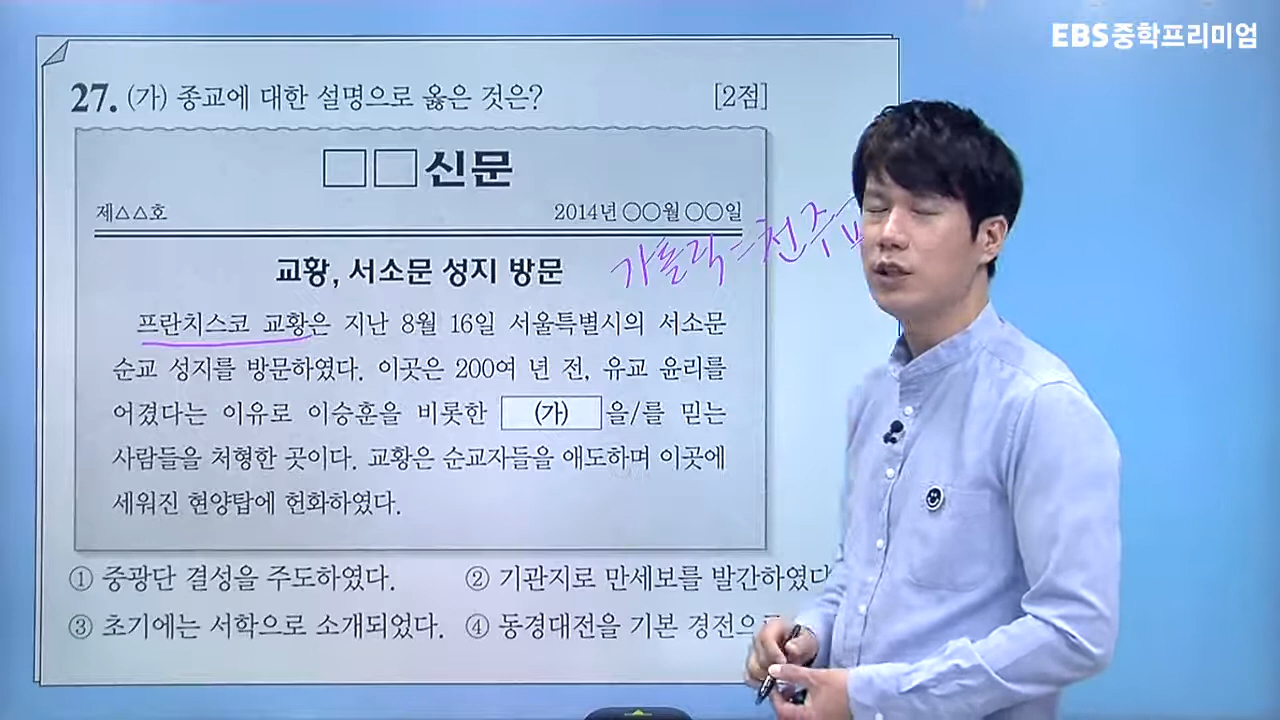 EBS중학프리미엄
27. (가) 종교에 대한 설명으로 옳은 것은? [2점]
□□신문
제△△호 2014년 ○○월 ○○일
가톨릭=천주교
교황, 서소문 성지 방문
프란치스코 교황은 지난 8월 16일 서울특별시의 서소문
순교 성지를 방문하였다. 이곳은 200여 년 전, 유교 윤리를
어겼다는 이유로 이승훈을 비롯한 (가) 을/를 믿는
사람들을 처형한 곳이다. 교황은 순교자들을 애도하며 이곳에
세워진 현양탑에 헌화하였다.
① 중광단 결성을 주도하였다. ② 기관지로 만세보를 발간하였다
③ 초기에는 서학으로 소개되었다. ④ 동경대전을 기본 경전으로